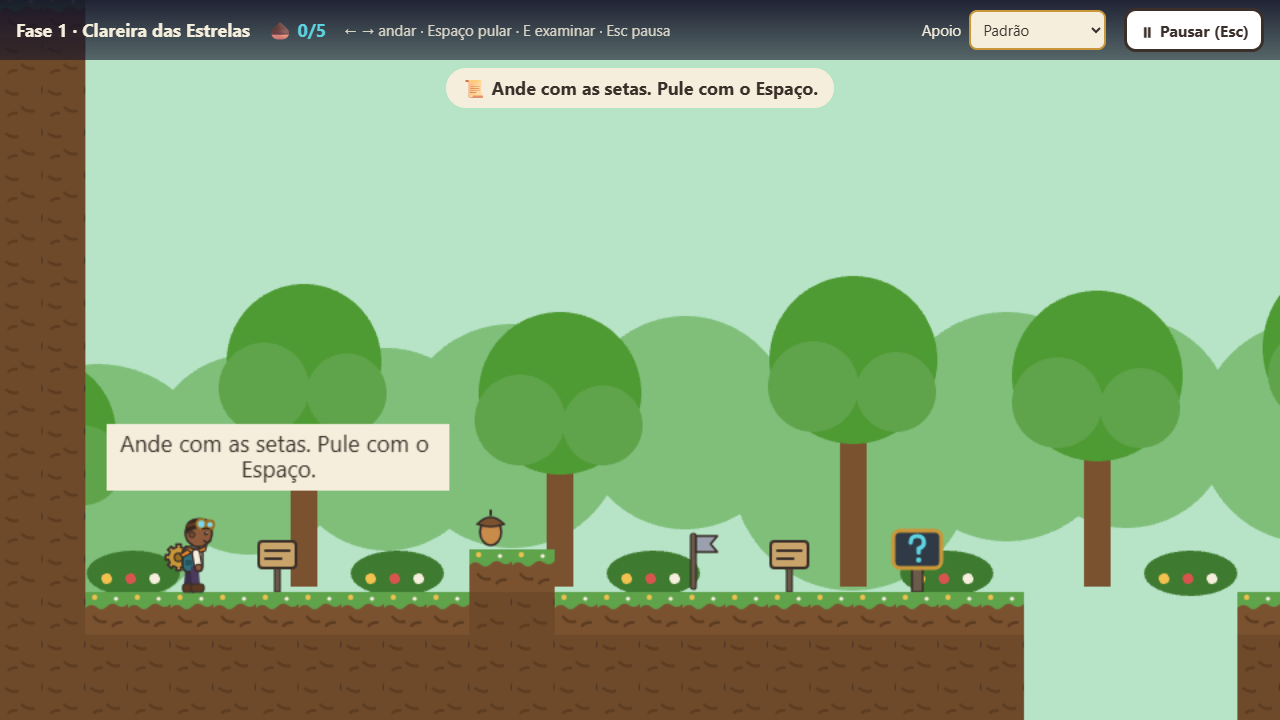 Fase 1 · Clareira das Estrelas 0/5 ← → andar · Espaço pular · E examinar · Esc pausa Apoio Padrão Pausar (Esc)
Ande com as setas. Pule com o Espaço.
Ande com as setas. Pule com o
Espaço.
?